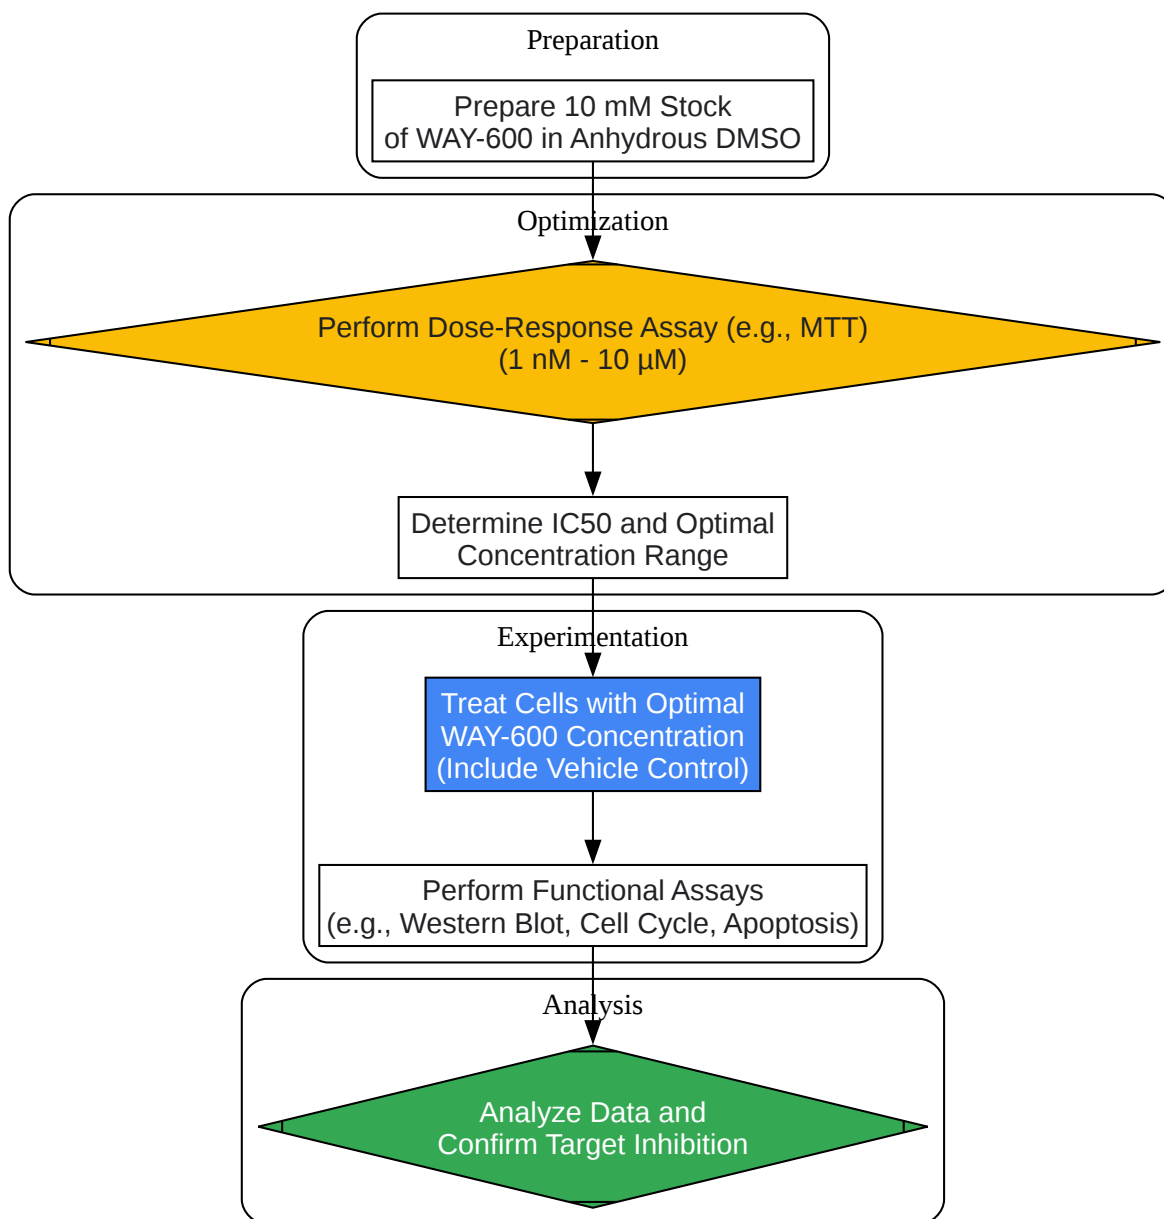 Preparation
Prepare 10 mM Stock
of WAY-600 in Anhydrous DMSO
Optimization
Perform Dose-Response Assay (e.g., MTT)
(1 nM - 10 µM)
Determine IC50 and Optimal
Concentration Range
Experimentation
Treat Cells with Optimal
WAY-600 Concentration
(Include Vehicle Control)
Perform Functional Assays
(e.g., Western Blot, Cell Cycle, Apoptosis)
Analysis
Analyze Data and
Confirm Target Inhibition